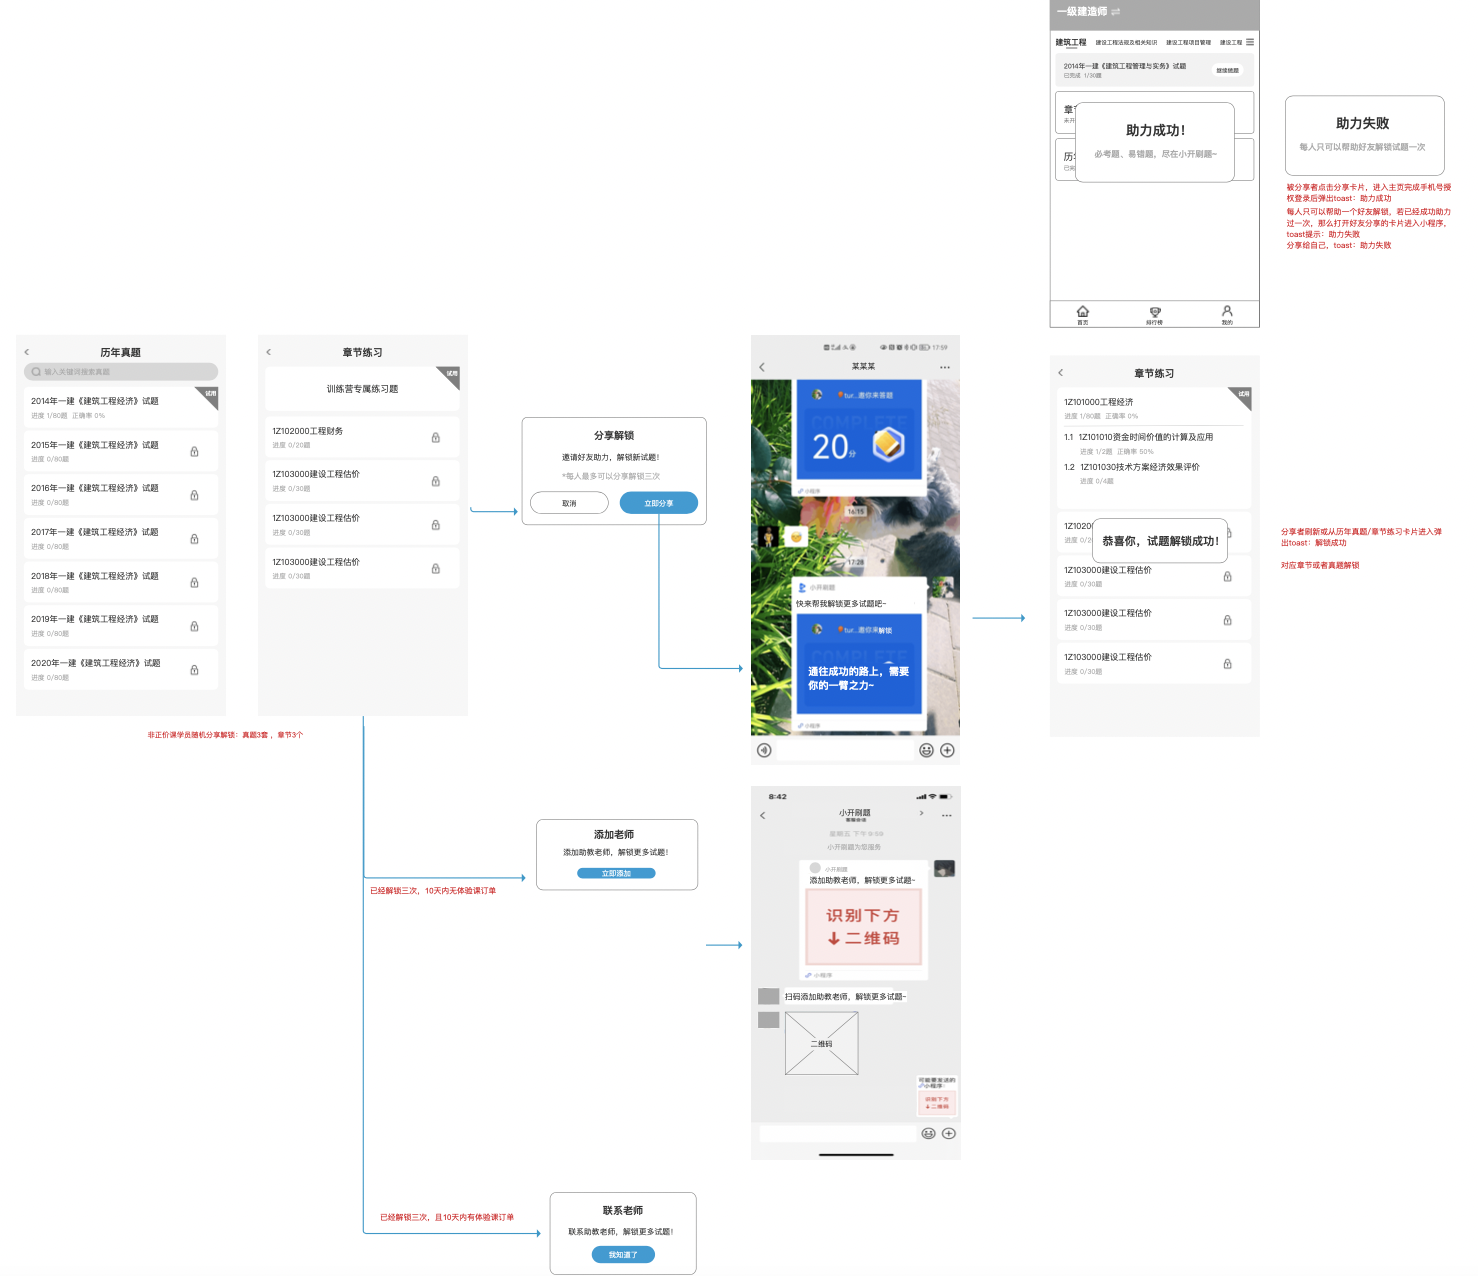 一级建造师
建筑工程 建设工程法规及相关知识 建设工程项目管理 建设工程
2014年一建《建筑工程管理与实务》试题
已完成 1/30题
继续做题
章节
未开
历年
已完
助力成功！
必考题、易错题，尽在小开刷题~
首页 排行榜 我的
助力失败
每人只可以帮助好友解锁试题一次
被分享者点击分享卡片，进入主页完成手机号授
权登录后弹出toast：助力成功
每人只可以帮助一个好友解锁，若已经成功助力
过一次，那么打开好友分享的卡片进入小程序，
toast提示：助力失败
分享给自己，toast：助力失败
历年真题
输入关键词搜索真题
试用
2014年一建《建筑工程经济》试题
进度 1/80题 正确率 0%
2015年一建《建筑工程经济》试题
进度 0/80题
2016年一建《建筑工程经济》试题
进度 0/80题
2017年一建《建筑工程经济》试题
进度 0/80题
2018年一建《建筑工程经济》试题
进度 0/80题
2019年一建《建筑工程经济》试题
进度 0/80题
2020年一建《建筑工程经济》试题
进度 0/80题
章节练习
试用
训练营专属练习题
1Z102000工程财务
进度 0/20题
1Z103000建设工程估价
进度 0/30题
1Z103000建设工程估价
进度 0/30题
1Z103000建设工程估价
进度 0/30题
非正价课学员随机分享解锁：真题3套，章节3个
分享解锁
邀请好友助力，解锁新试题！
*每人最多可以分享解锁三次
取消 立即分享
17:59
某某某
tur...邀你来答题
COMPLETE
20分
小程序
16:15
17:28
小开刷题
快来帮我解锁更多试题吧~
tur...邀你来解锁
通往成功的路上，需要
你的一臂之力~
小程序
章节练习
试用
1Z101000工程经济
进度 1/80题 正确率 0%
1.1 1Z101010资金时间价值的计算及应用
进度 1/2题 正确率 50%
1.2 1Z101030技术方案经济效果评价
进度 0/4题
1Z1020
进度 0/2
恭喜你，试题解锁成功！
1Z103000建设工程估价
进度 0/30题
1Z103000建设工程估价
进度 0/30题
1Z103000建设工程估价
进度 0/30题
分享者刷新或从历年真题/章节练习卡片进入弹
出toast：解锁成功
对应章节或者真题解锁
添加老师
添加助教老师，解锁更多试题！
立即添加
已经解锁三次，10天内无体验课订单
8:42
小开刷题
客服会话
星期五 下午9:59
小开刷题为您服务
小开刷题
添加助教老师，解锁更多试题~
识别下方
二维码
小程序
扫码添加助教老师，解锁更多试题~
二维码
可能要发送的
小程序：
识别下方
二维码
已经解锁三次，且10天内有体验课订单
联系老师
联系助教老师，解锁更多试题！
我知道了